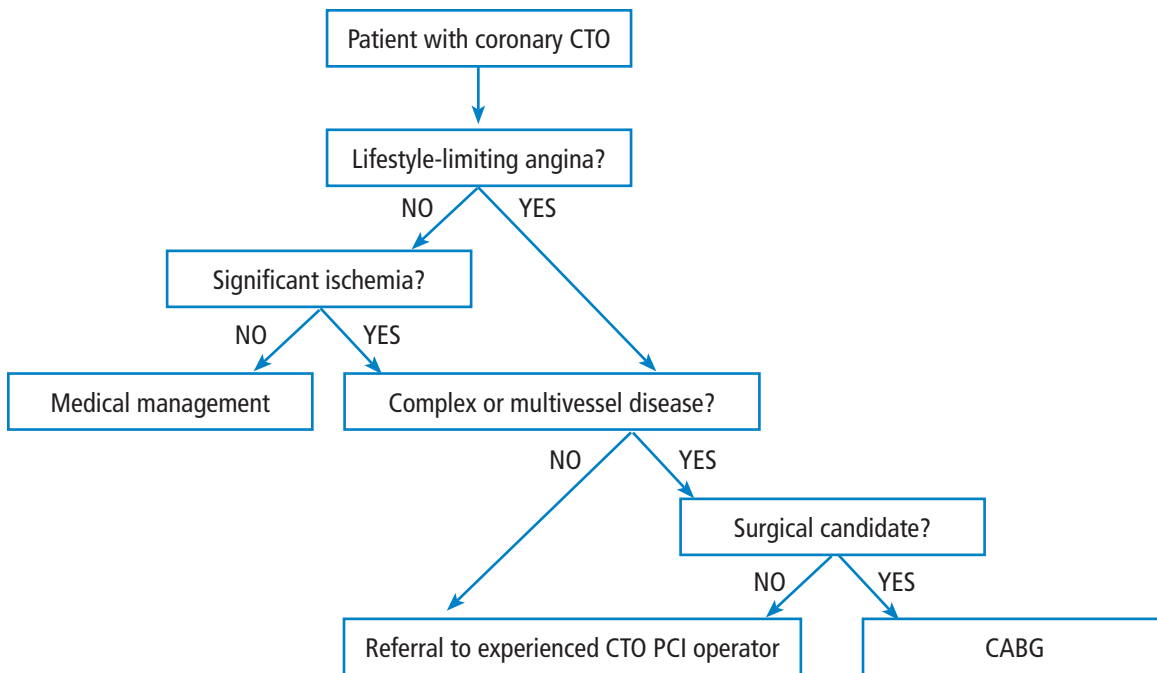 Patient with coronary CTO
Lifestyle-limiting angina?
NO
YES
Significant ischemia?
NO
YES
Medical management
Complex or multivessel disease?
NO
YES
Surgical candidate?
NO
YES
Referral to experienced CTO PCI operator
CABG